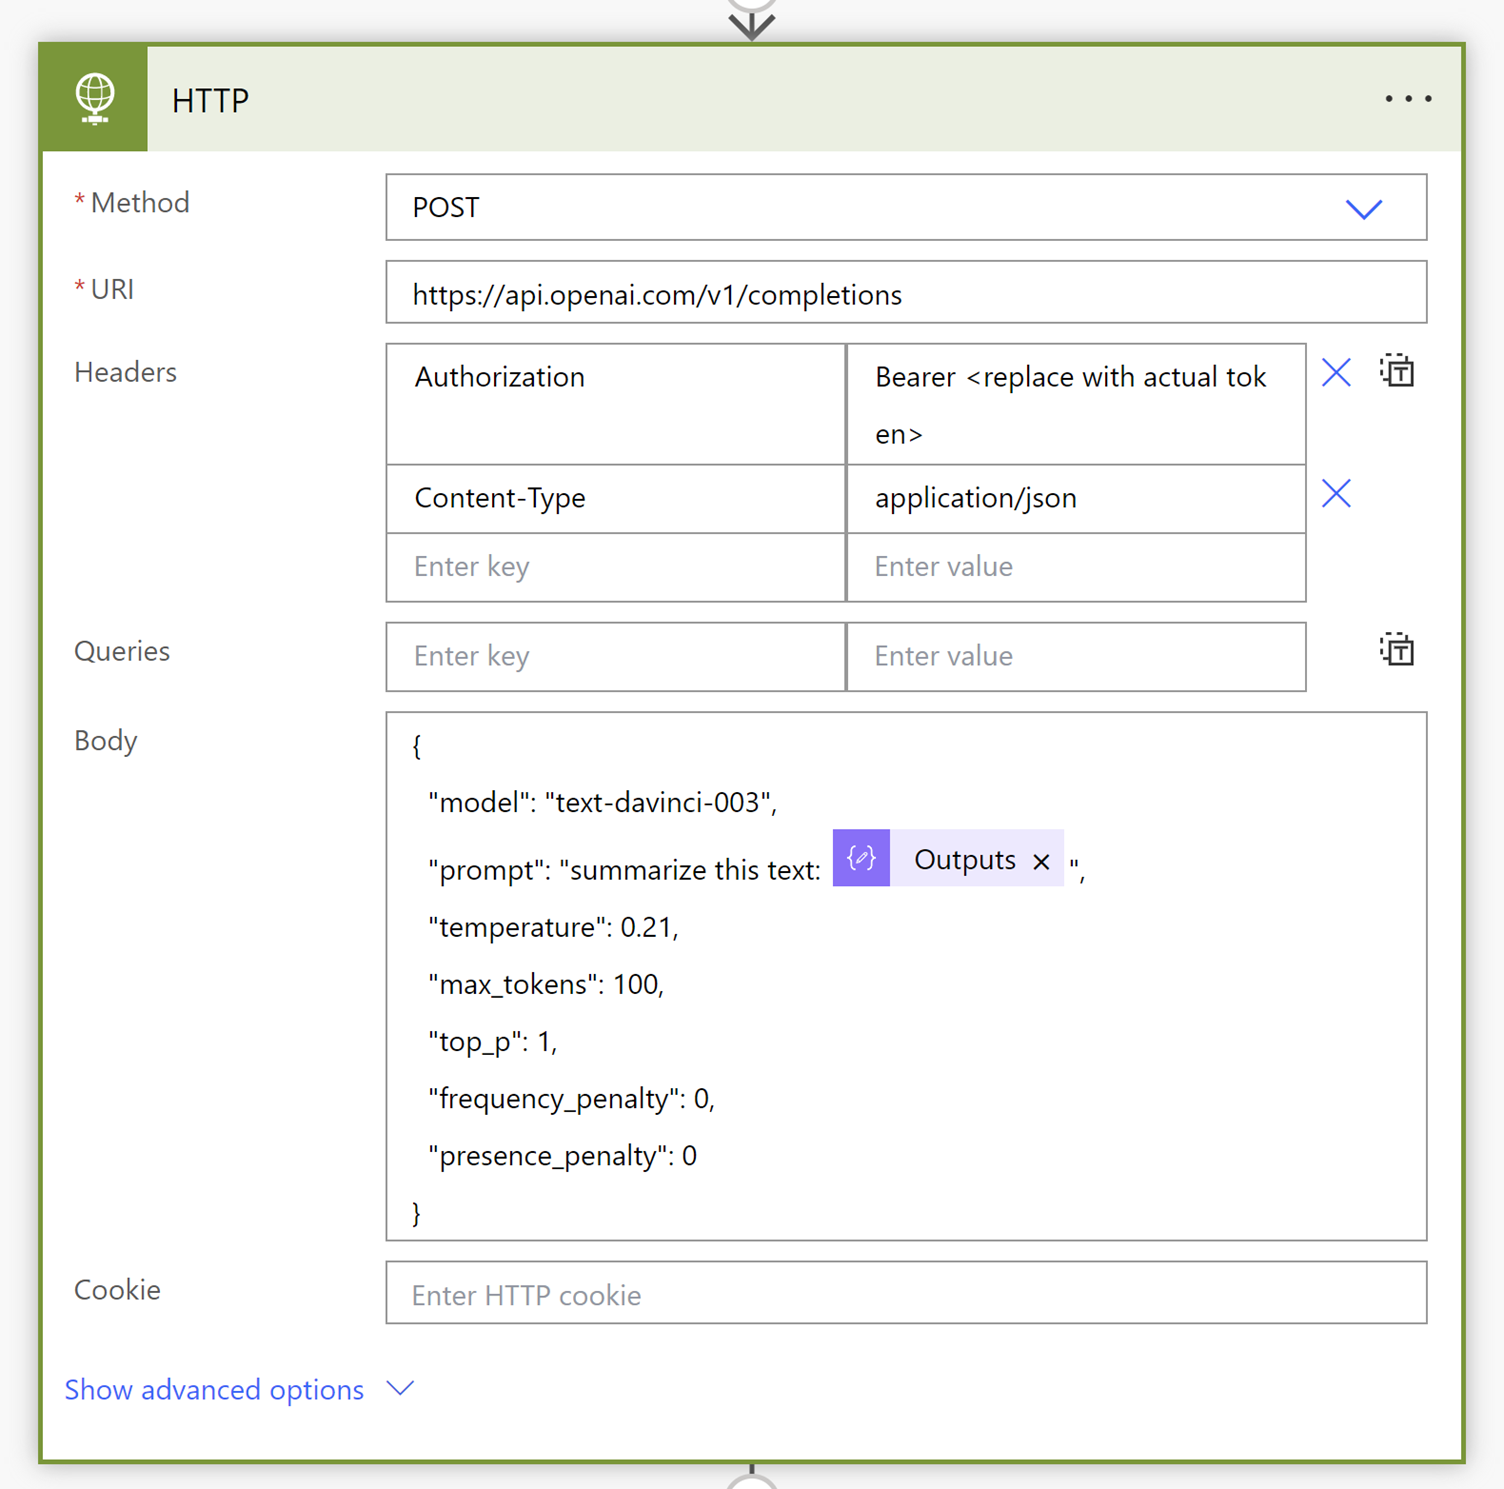 HTTP
* Method
POST
* URI
https://api.openai.com/v1/completions
Headers
Authorization
Bearer <replace with actual tok
en>
Content-Type
application/json
Enter key
Enter value
Queries
Enter key
Enter value
Body
{
"model": "text-davinci-003",
"prompt": "summarize this text: Outputs × ",
"temperature": 0.21,
"max_tokens": 100,
"top_p": 1,
"frequency_penalty": 0,
"presence_penalty": 0
}
Cookie
Enter HTTP cookie
Show advanced options